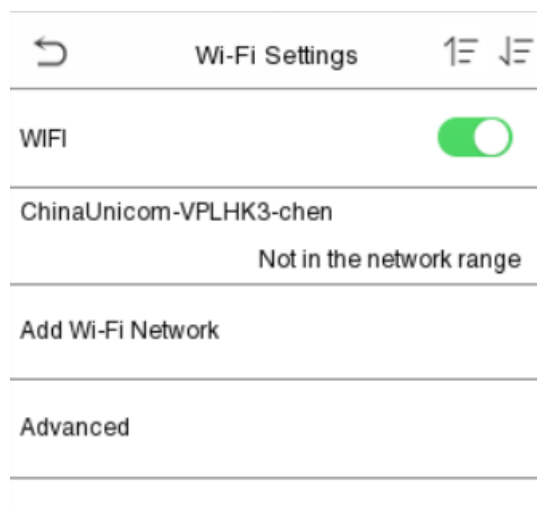 Wi-Fi Settings
WIFI
ChinaUnicom-VPLHK3-chen
Not in the network range
Add Wi-Fi Network
Advanced